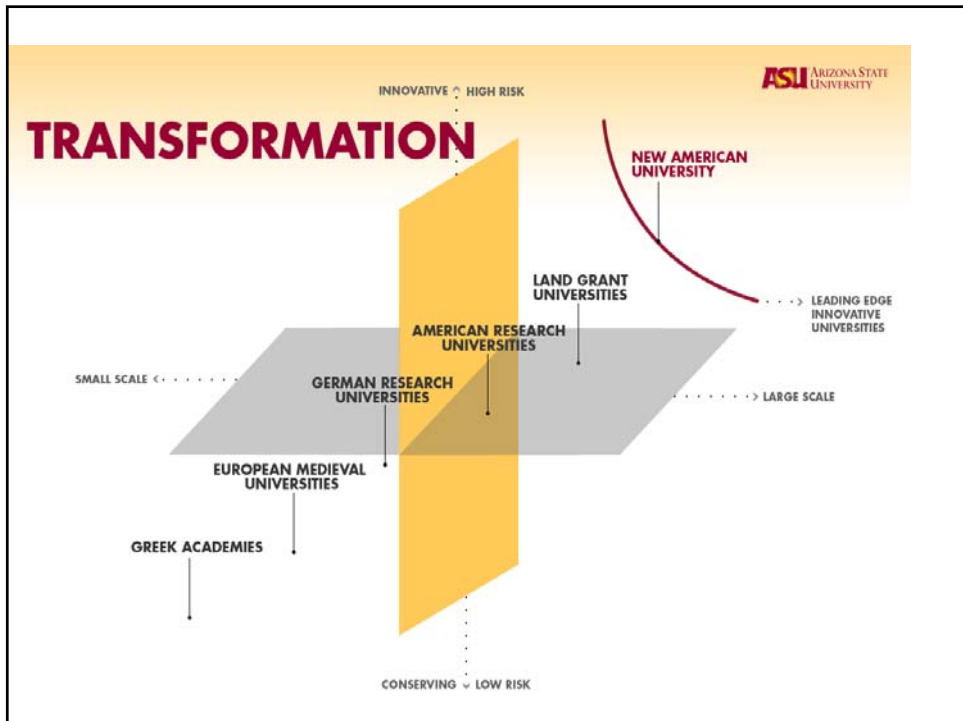 ASU ARIZONA STATE
UNIVERSITY
INNOVATIVE HIGH RISK
TRANSFORMATION
NEW AMERICAN
UNIVERSITY
LAND GRANT
UNIVERSITIES
LEADING EDGE
INNOVATIVE
UNIVERSITIES
AMERICAN RESEARCH
UNIVERSITIES
SMALL SCALE
GERMAN RESEARCH
UNIVERSITIES
LARGE SCALE
EUROPEAN MEDIEVAL
UNIVERSITIES
GREEK ACADEMIES
CONSERVING LOW RISK